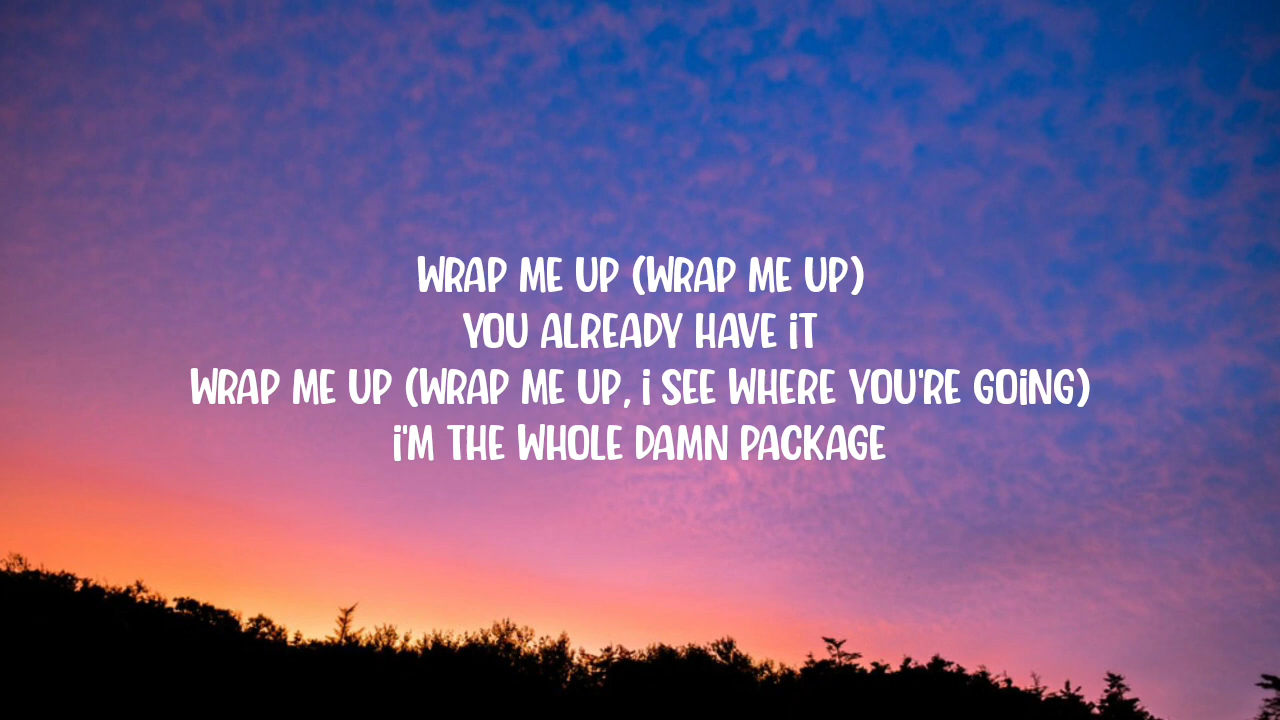 WRAP ME UP (WRAP ME UP)
YOU ALREADY HAVE iT
WRAP ME UP (WRAP ME UP, i SEE WHERE YOU'RE GOiNG)
i'M THE WHOLE DAMN PACKAGE